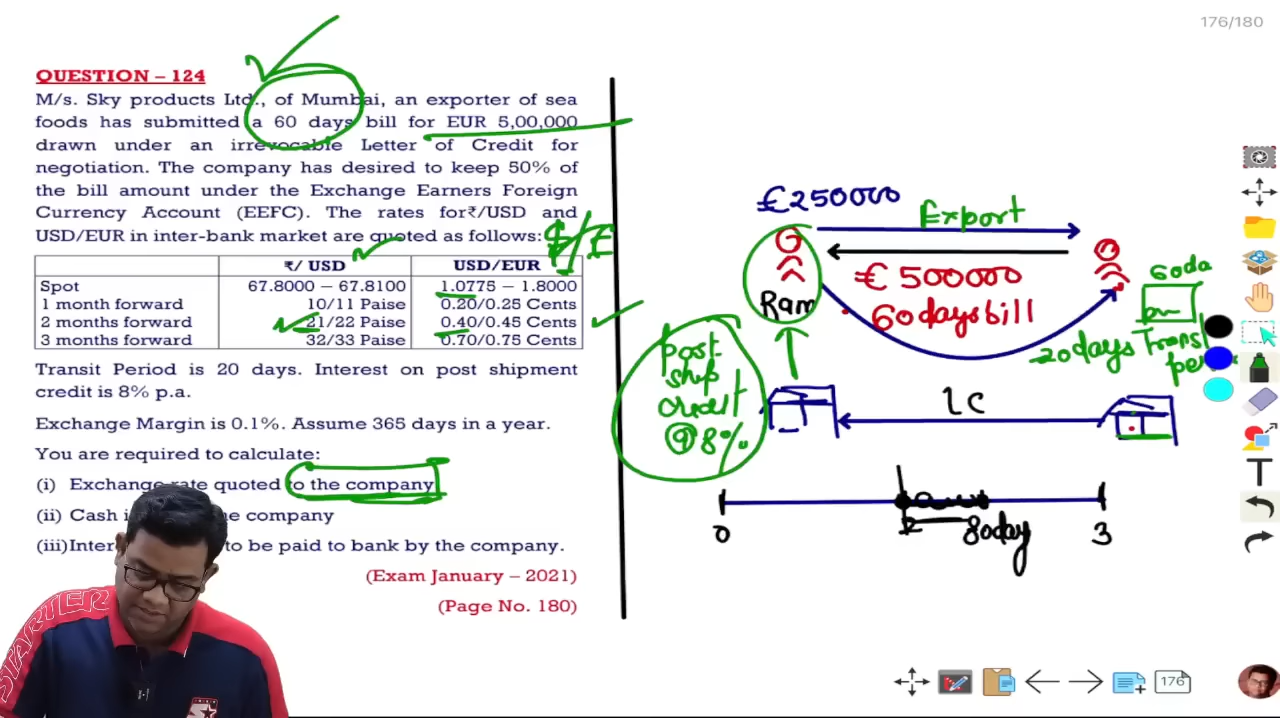 176/180
QUESTION – 124
M/s. Sky products Ltd., of Mumbai, an exporter of sea
foods has submitted a 60 days bill for EUR 5,00,000
drawn under an irrevocable Letter of Credit for
negotiation. The company has desired to keep 50% of
the bill amount under the Exchange Earners Foreign
Currency Account (EEFC). The rates for₹/USD and
USD/EUR in inter-bank market are quoted as follows:
$/€
₹/ USD USD/EUR
Spot 67.8000 – 67.8100 1.0775 – 1.8000
1 month forward 10/11 Paise 0.20/0.25 Cents
2 months forward 21/22 Paise 0.40/0.45 Cents
3 months forward 32/33 Paise 0.70/0.75 Cents
Transit Period is 20 days. Interest on post shipment
credit is 8% p.a.
Exchange Margin is 0.1%. Assume 365 days in a year.
You are required to calculate:
(i) Exchange rate quoted to the company
(ii) Cash the company
(iii) to be paid to bank by the company.
(Exam January – 2021)
(Page No. 180)
€250000
Export
€500000
60daysbill
Ram
60da
20days Trans
post
ship
credit
@8%
LC
0 2 80day 3
STARTER
T
176